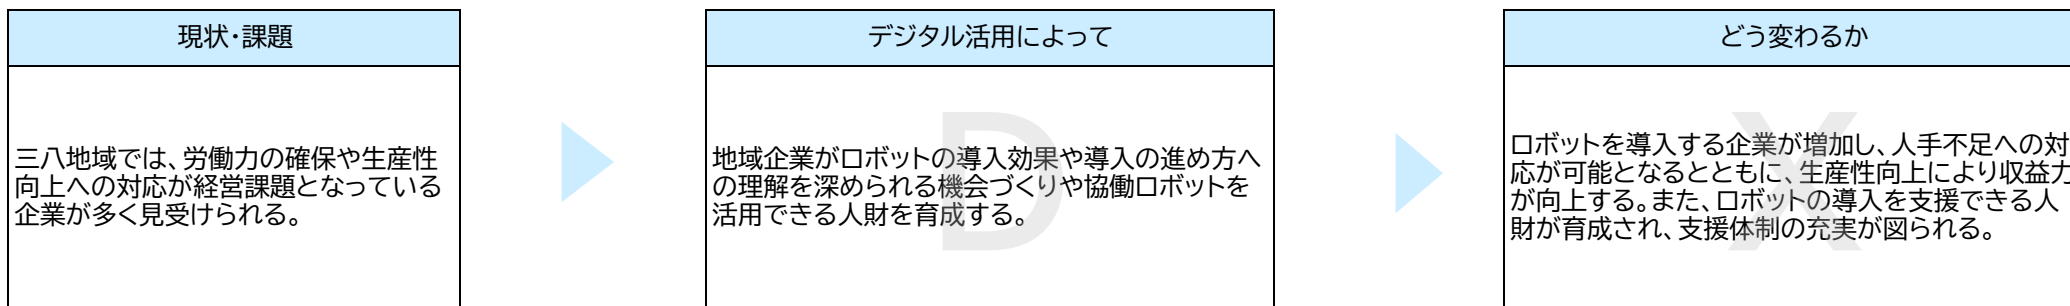 現状・課題
三八地域では、労働力の確保や生産性
向上への対応が経営課題となっている
企業が多く見受けられる。
デジタル活用によって
地域企業がロボットの導入効果や導入の進め方へ
の理解を深められる機会づくりや協働ロボットを
活用できる人財を育成する。
D
どう変わるか
ロボットを導入する企業が増加し、人手不足への対
応が可能となるとともに、生産性向上により収益力
が向上する。また、ロボットの導入を支援できる人
財が育成され、支援体制の充実が図られる。
X